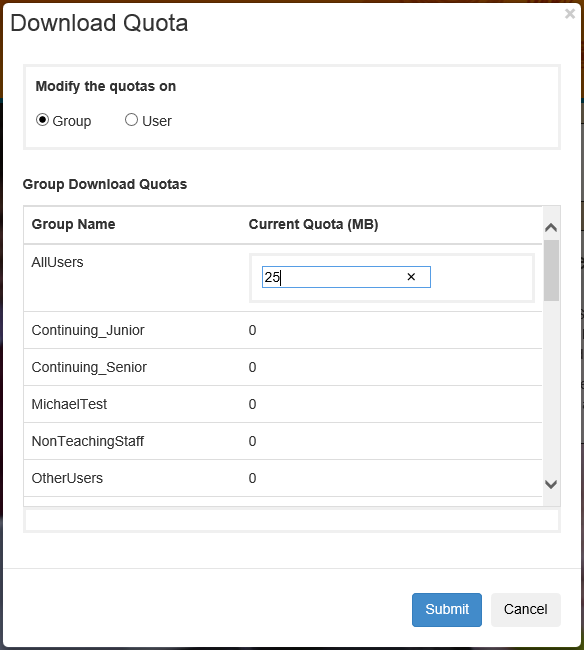 Download Quota
×
Modify the quotas on
Group User
Group Download Quotas
Group Name Current Quota (MB)
AllUsers 25 ×
Continuing_Junior 0
Continuing_Senior 0
MichaelTest 0
NonTeachingStaff 0
OtherUsers 0
Submit Cancel